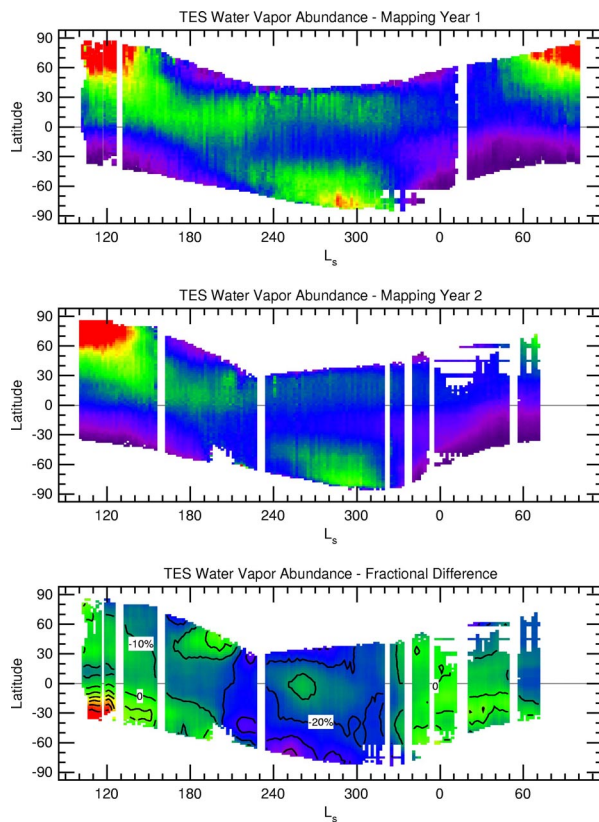 TES Water Vapor Abundance - Mapping Year 1
90
60
30
0
-30
-60
-90
Latitude
120 180 240 300 0 60
Ls
TES Water Vapor Abundance - Mapping Year 2
90
60
30
0
-30
-60
-90
Latitude
120 180 240 300 0 60
Ls
TES Water Vapor Abundance - Fractional Difference
90
60
30
0
-30
-60
-90
Latitude
-10%
0
-20%
0
120 180 240 300 0 60
Ls